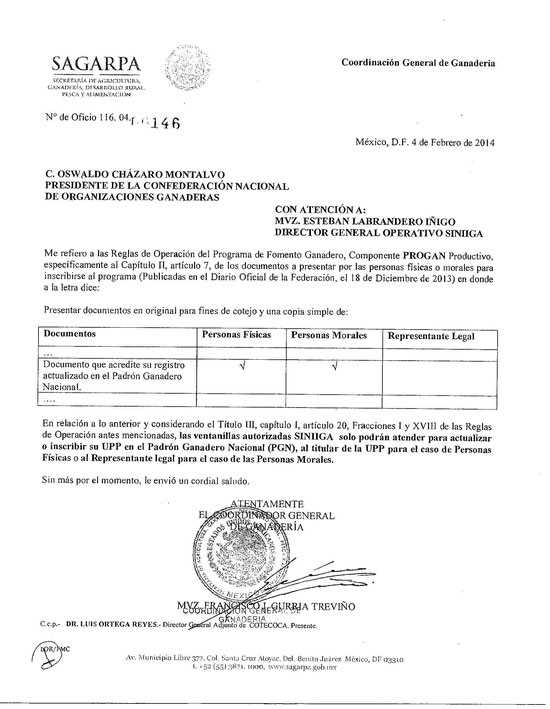 SAGARPA
SECRETARÍA DE AGRICULTURA,
GANADERÍA, DESARROLLO RURAL,
PESCA Y ALIMENTACIÓN
Coordinación General de Ganadería
Nº de Oficio 116. 04. 146
México, D.F. 4 de Febrero de 2014
C. OSWALDO CHÁZARO MONTALVO
PRESIDENTE DE LA CONFEDERACIÓN NACIONAL
DE ORGANIZACIONES GANADERAS
CON ATENCIÓN A:
MVZ. ESTEBAN LABRANDERO IÑIGO
DIRECTOR GENERAL OPERATIVO SINIIGA
Me refiero a las Reglas de Operación del Programa de Fomento Ganadero, Componente PROGAN Productivo,
específicamente al Capítulo II, artículo 7, de los documentos a presentar por las personas físicas o morales para
inscribirse al programa (Publicadas en el Diario Oficial de la Federación, el 18 de Diciembre de 2013) en donde
a la letra dice:
Presentar documentos en original para fines de cotejo y una copia simple de:
Documentos Personas Físicas Personas Morales Representante Legal
...
Documento que acredite su registro √ √
actualizado en el Padrón Ganadero
Nacional.
....
En relación a lo anterior y considerando el Título III, capítulo I, artículo 20, Fracciones I y XVIII de las Reglas
de Operación antes mencionadas, las ventanillas autorizadas SINIIGA solo podrán atender para actualizar
o inscribir su UPP en el Padrón Ganadero Nacional (PGN), al titular de la UPP para el caso de Personas
Físicas o al Representante legal para el caso de las Personas Morales.
Sin más por el momento, le envió un cordial saludo.
ATENTAMENTE
EL COORDINADOR GENERAL
DE GANADERÍA
MVZ. FRANCISCO J. GURRÍA TREVIÑO
COORDINACIÓN GENERAL DE
GANADERIA
C.c.p.- DR. LUIS ORTEGA REYES.- Director General Adjunto de COTECOCA. Presente.
LOR/FMC
Av. Municipio Libre 377, Col. Santa Cruz Atoyac, Del. Benito Juárez México, DF 03310
t. +52 (55) 3871. 1000, www.sagarpa.gob.mx